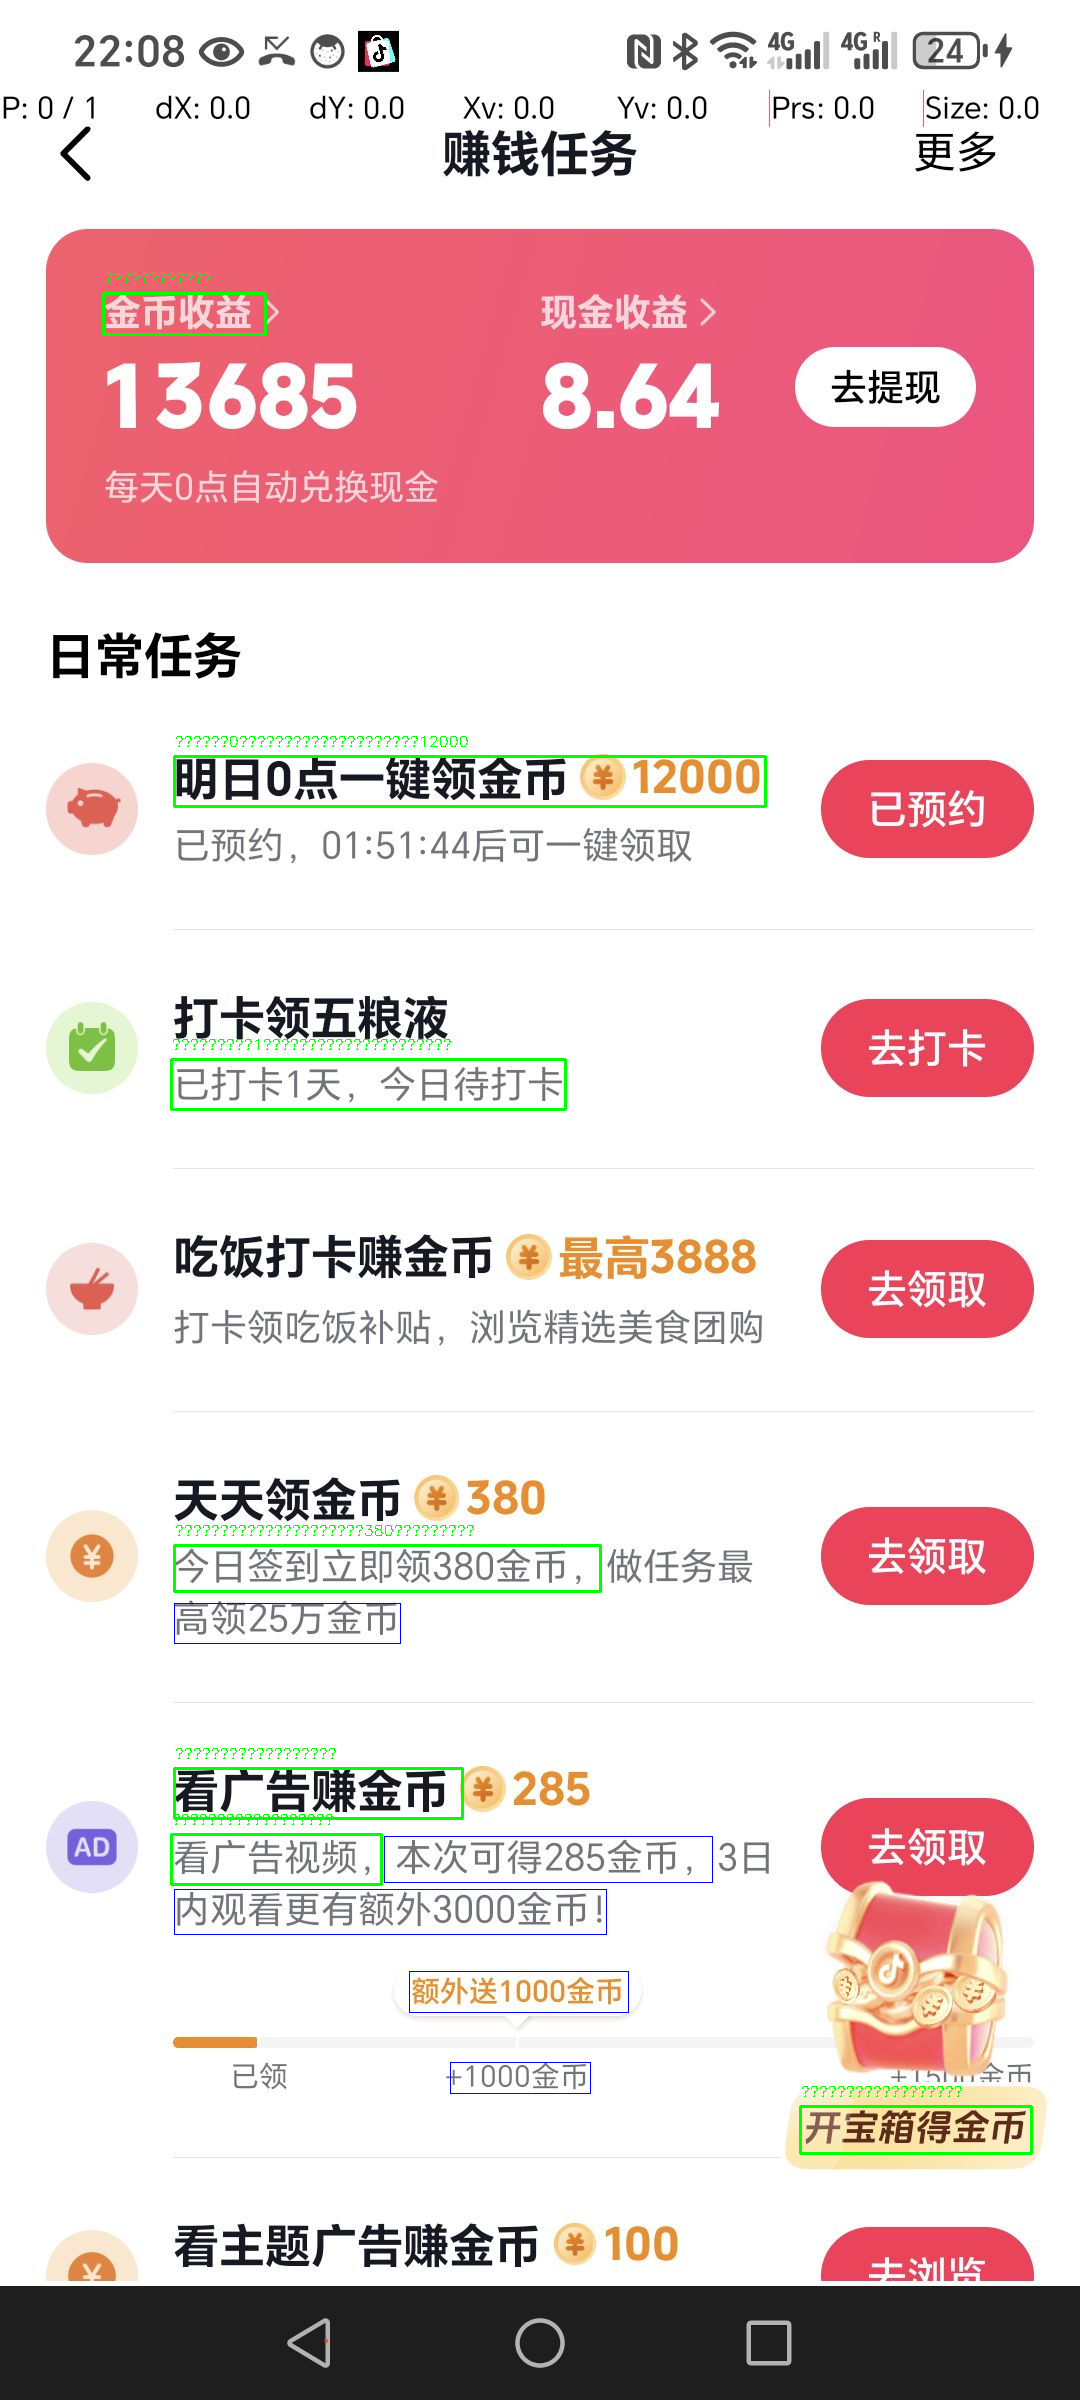 22:08 4G 4G R 24
P: 0 / 1 dX: 0.0 dY: 0.0 Xv: 0.0 Yv: 0.0 Prs: 0.0 Size: 0.0
赚钱任务 更多
??????????
金币收益 现金收益
13685 8.64 去提现
每天0点自动兑换现金
日常任务
??????0????????????????????12000
明日0点一键领金币 ¥ 12000
已预约
已预约，01:51:44后可一键领取
打卡领五粮液
?????????1????????????????????
去打卡
已打卡1天，今日待打卡
吃饭打卡赚金币 ¥ 最高3888
去领取
打卡领吃饭补贴，浏览精选美食团购
天天领金币 ¥ 380
?????????????????????380?????????
¥ 去领取
今日签到立即领380金币，做任务最
高领25万金币
??????????????????
看广告赚金币 ¥ 285
??????????????????
AD 去领取
看广告视频，本次可得285金币，3日
内观看更有额外3000金币！
额外送1000金币
已领 +1000金币 +1500金币
??????????????????
开宝箱得金币
看主题广告赚金币 ¥ 100
¥ 去浏览